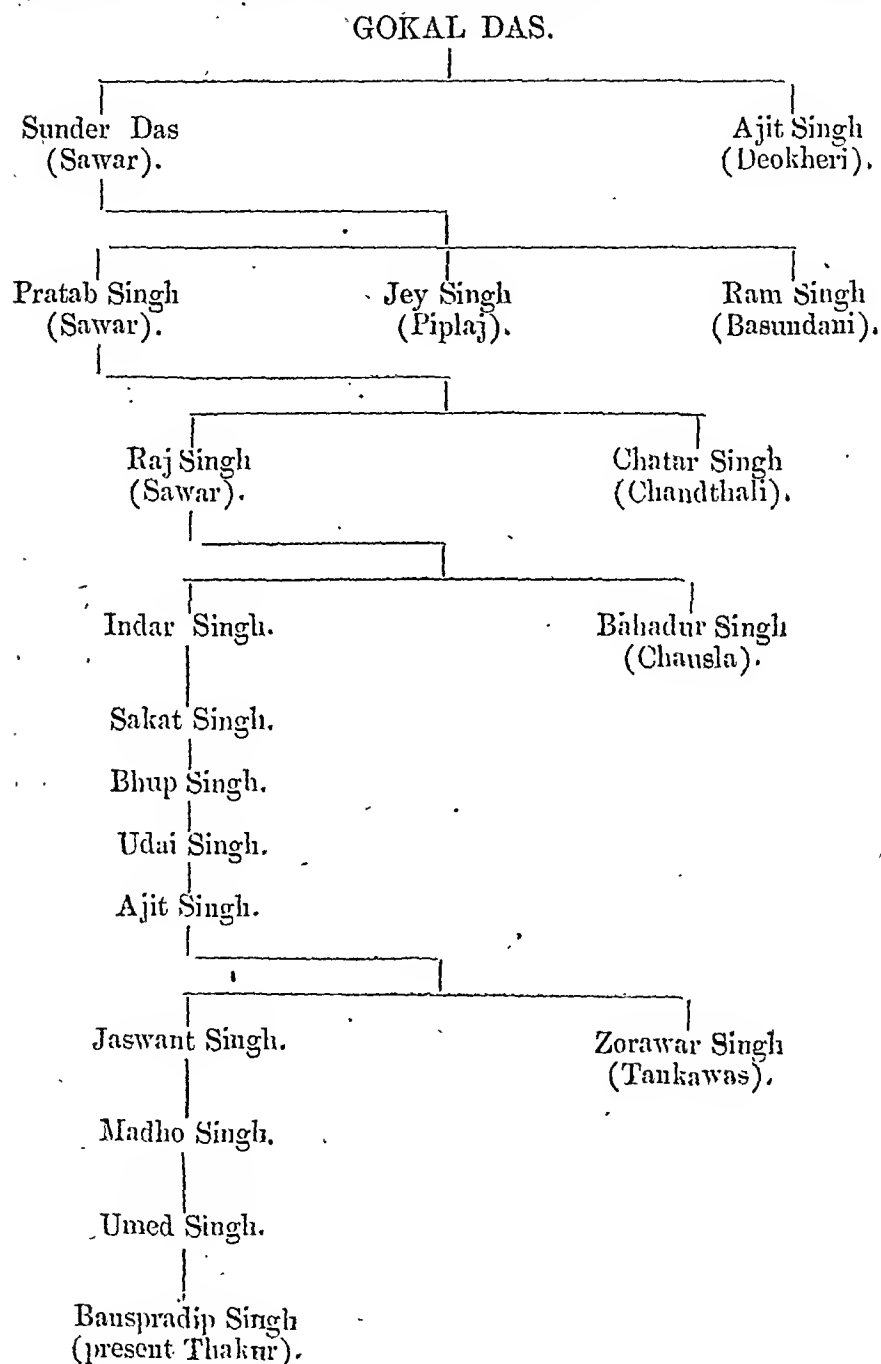 GOKAL DAS.
Sunder Das
(Sawar).
Ajit Singh
(Deokheri).
Pratab Singh
(Sawar).
Jey Singh
(Piplaj).
Ram Singh
(Basundani).
Raj Singh
(Sawar).
Chatar Singh
(Chandthali).
Indar Singh.
Bahadur Singh
(Chausla).
Sakat Singh.
Bhup Singh.
Udai Singh.
Ajit Singh.
Jaswant Singh.
Zorawar Singh
(Tankawas).
Madho Singh.
Umed Singh.
Banspradip Singh
(present Thakur).